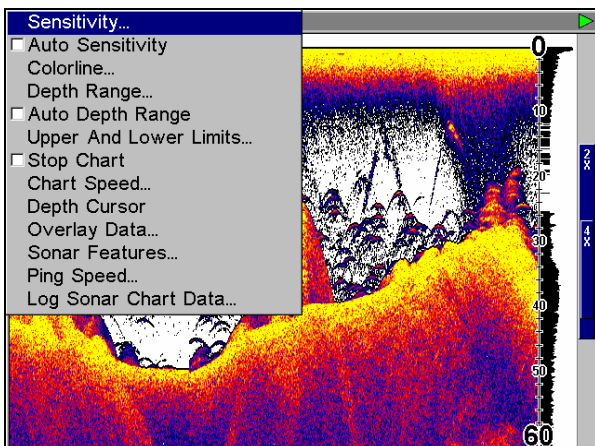 Sensitivity...
Auto Sensitivity
Colorline...
Depth Range...
Auto Depth Range
Upper And Lower Limits...
Stop Chart
Chart Speed...
Depth Cursor
Overlay Data...
Sonar Features...
Ping Speed...
Log Sonar Chart Data...
0
10
20
30
40
50
60
2X
4X